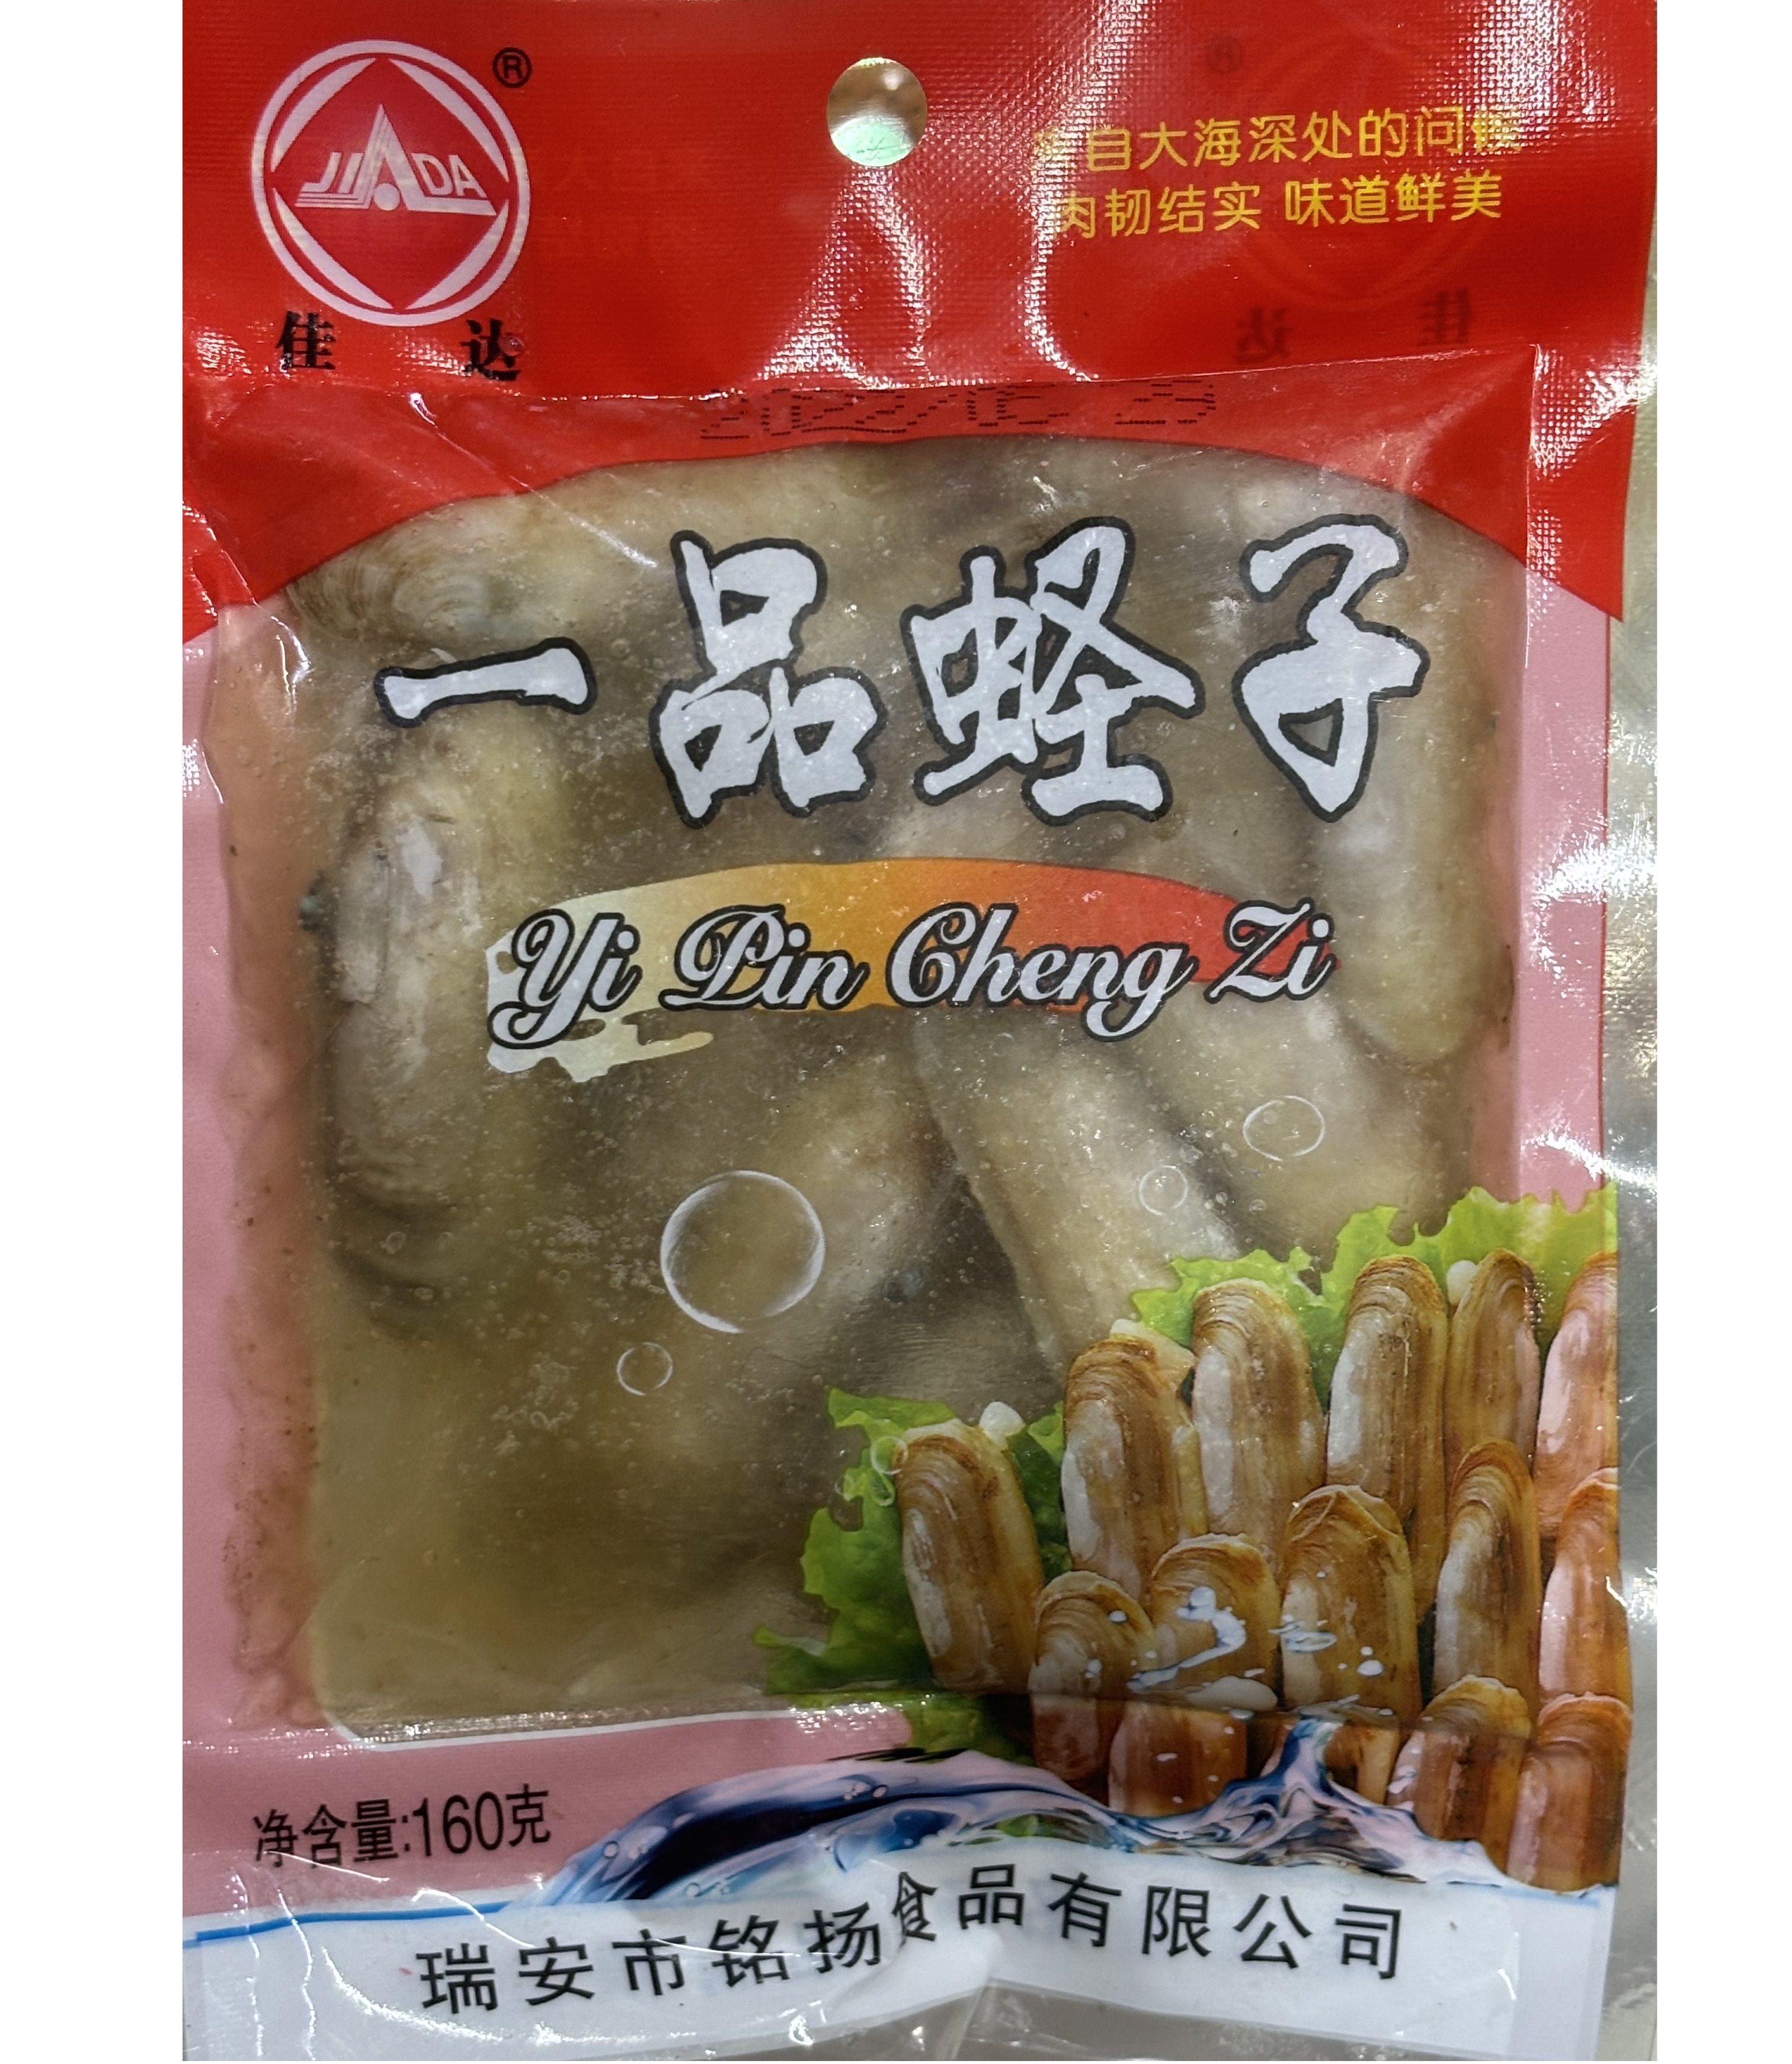 JIADA
®
佳达
自大海深处的问候
肉韧结实 味道鲜美
一品蛏子
Yi Pin Cheng Zi
净含量:160克
瑞安市铭扬食品有限公司